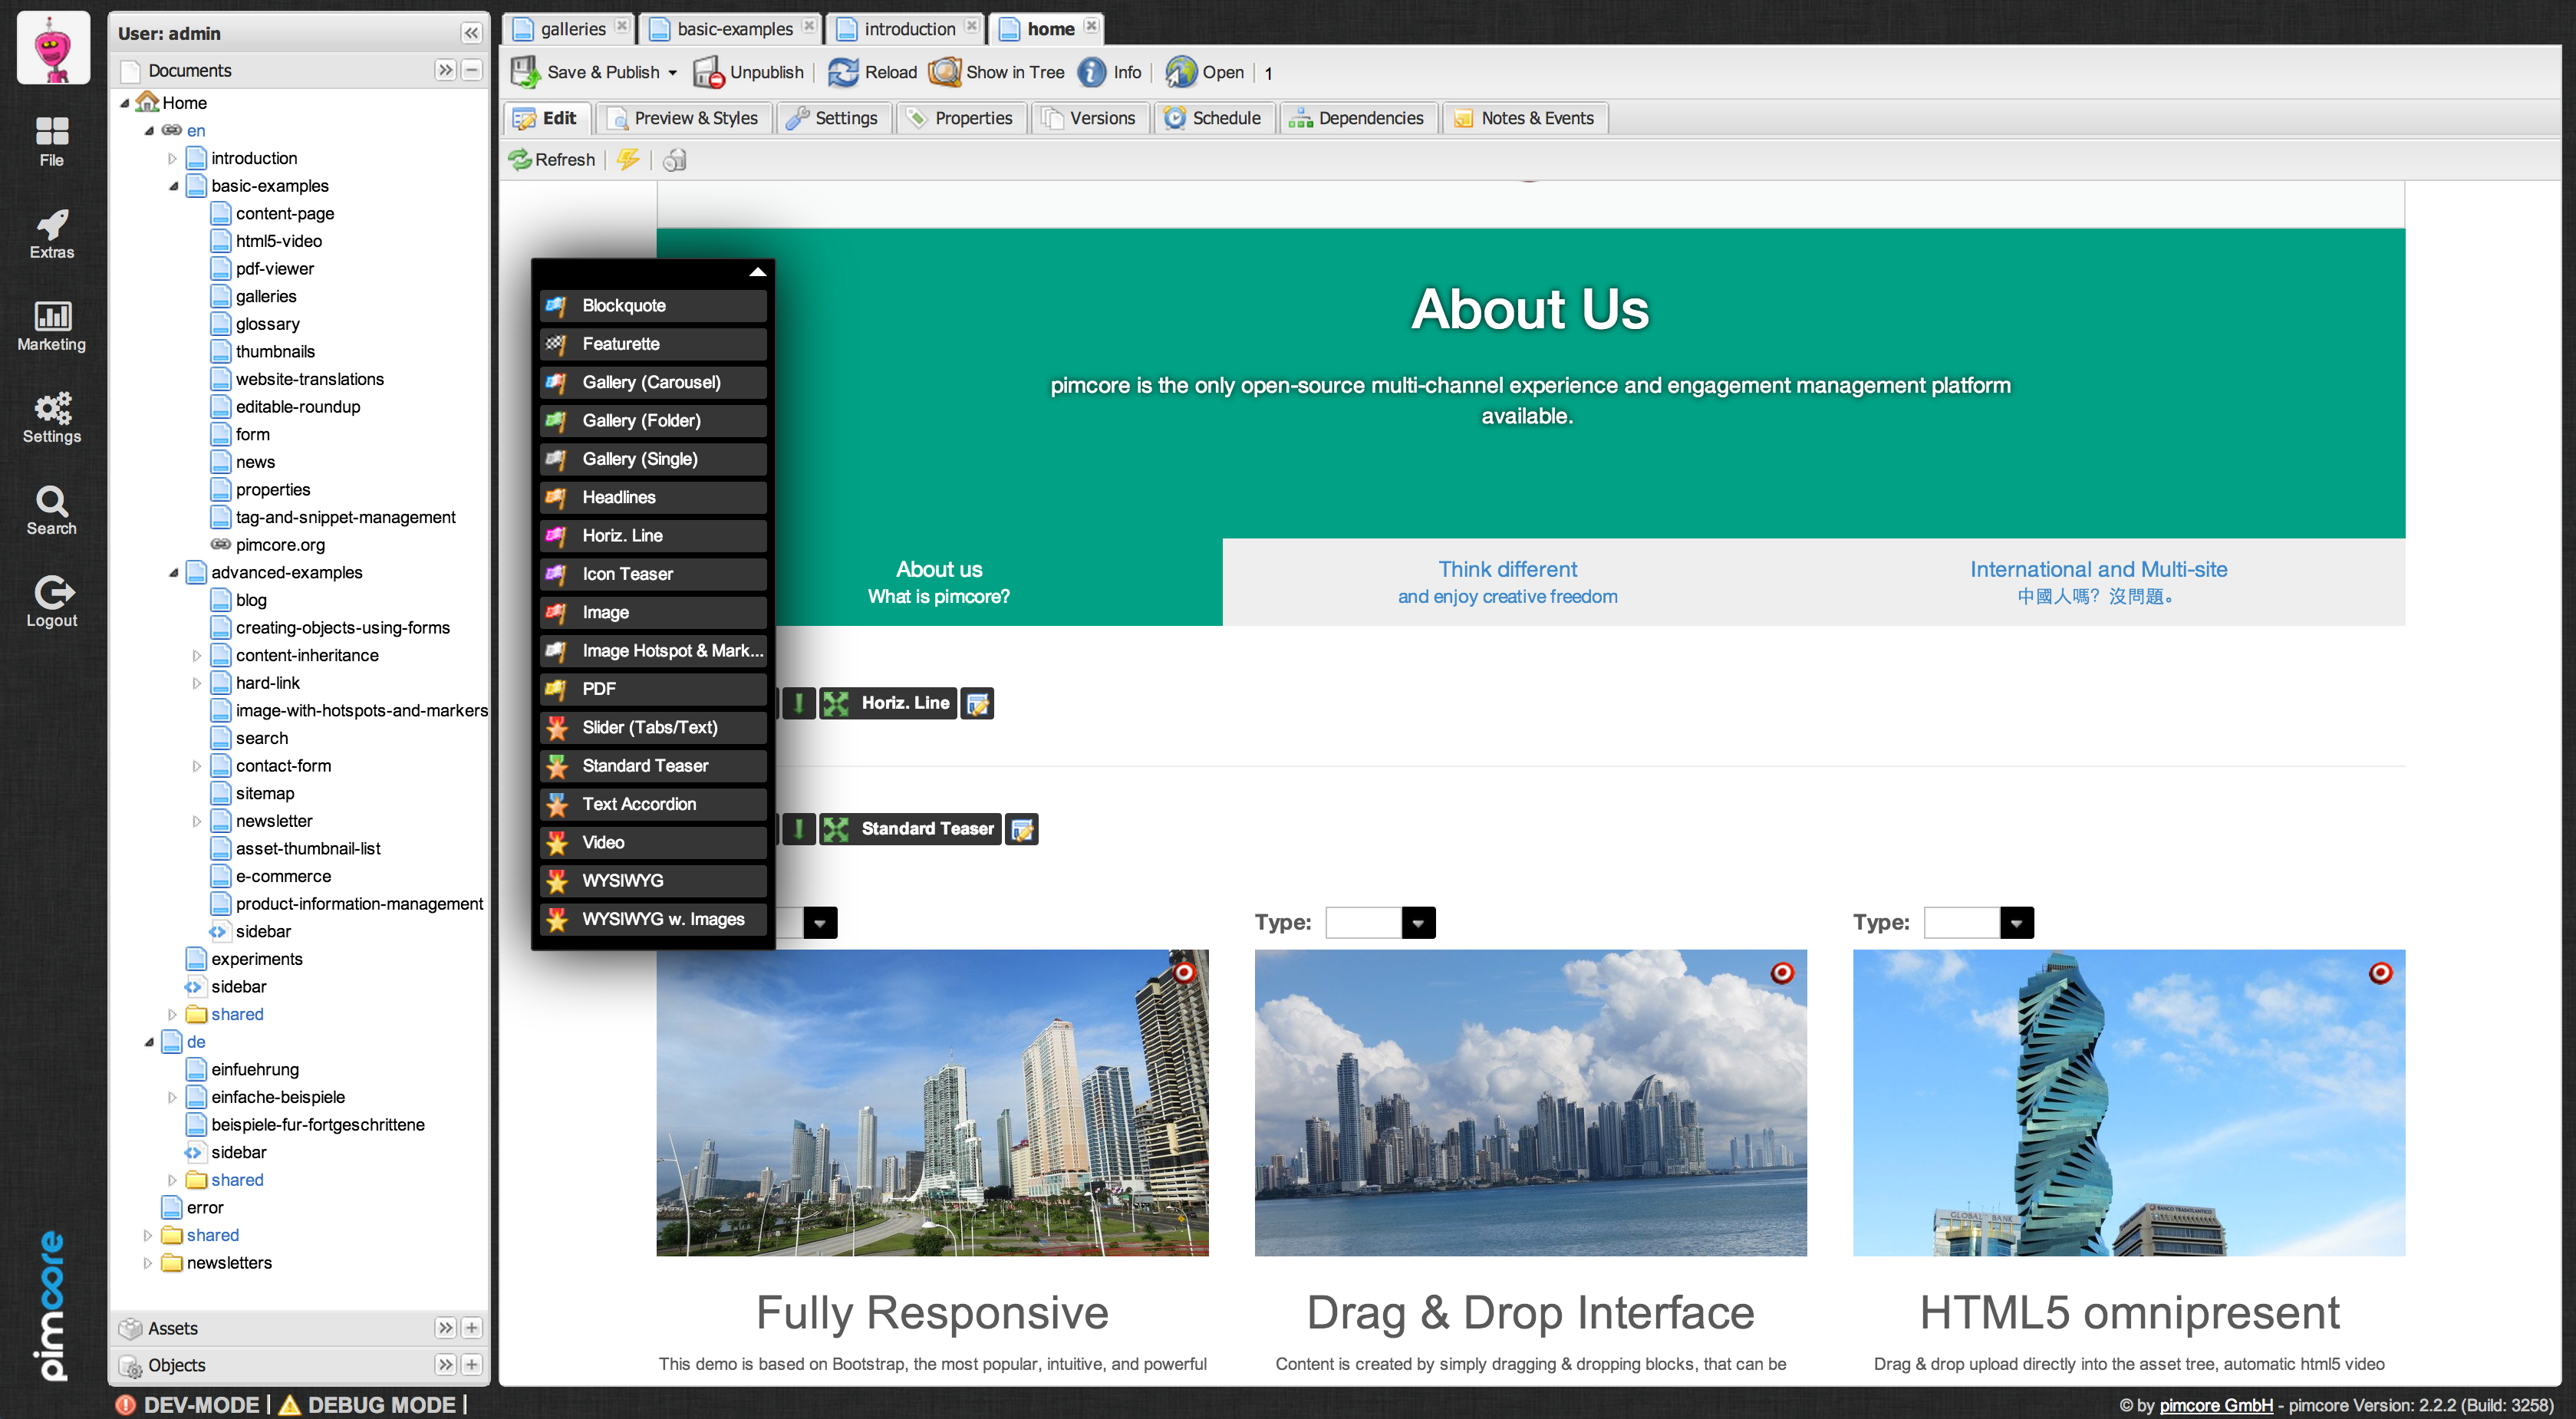 User: admin
Documents
Home
en
introduction
basic-examples
content-page
html5-video
pdf-viewer
galleries
glossary
thumbnails
website-translations
editable-roundup
form
news
properties
tag-and-snippet-management
pimcore.org
advanced-examples
blog
creating-objects-using-forms
content-inheritance
hard-link
image-with-hotspots-and-markers
search
contact-form
sitemap
newsletter
asset-thumbnail-list
e-commerce
product-information-management
sidebar
experiments
sidebar
shared
de
einfuehrung
einfache-beispiele
beispiele-fur-fortgeschrittene
sidebar
shared
error
shared
newsletters
Assets
Objects
File
Extras
Marketing
Settings
Search
Logout
pimcore
galleries
basic-examples
introduction
home
Save & Publish
Unpublish
Reload
Show in Tree
Info
Open
1
Edit
Preview & Styles
Settings
Properties
Versions
Schedule
Dependencies
Notes & Events
Refresh
Blockquote
Featurette
Gallery (Carousel)
Gallery (Folder)
Gallery (Single)
Headlines
Horiz. Line
Icon Teaser
Image
Image Hotspot & Mark...
PDF
Slider (Tabs/Text)
Standard Teaser
Text Accordion
Video
WYSIWYG
WYSIWYG w. Images
About Us
pimcore is the only open-source multi-channel experience and engagement management platform
available.
About us
What is pimcore?
Think different
and enjoy creative freedom
International and Multi-site
中國人嗎? 沒問題。
Horiz. Line
Standard Teaser
Type:
Type:
GLOBAL BANK
BANCO TRASATLANTICO
Fully Responsive
This demo is based on Bootstrap, the most popular, intuitive, and powerful
Drag & Drop Interface
Content is created by simply dragging & dropping blocks, that can be
HTML5 omnipresent
Drag & drop upload directly into the asset tree, automatic html5 video
DEV-MODE | DEBUG MODE |
© by pimcore GmbH - pimcore Version: 2.2.2 (Build: 3258)